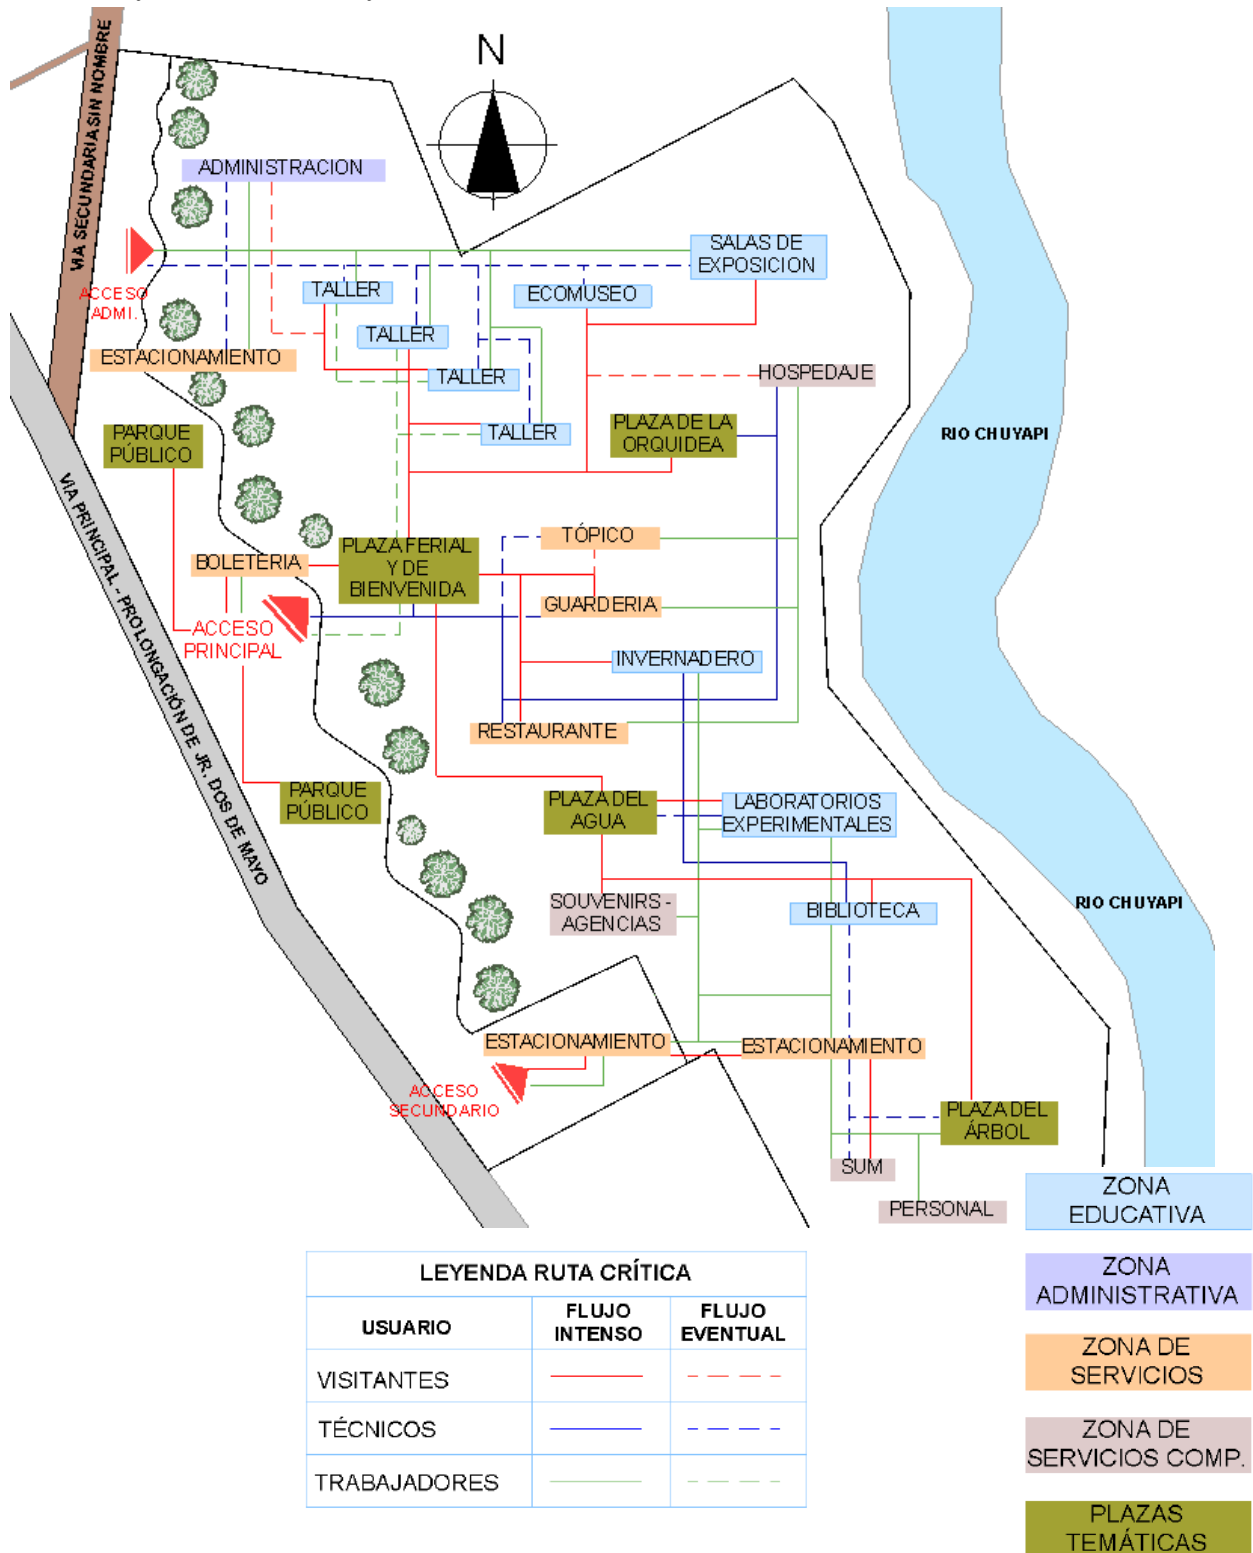 N
VIA SECUNDARIA SIN NOMBRE
ADMINISTRACION
SALAS DE
EXPOSICION
ACCESO
ADMI.
TALLER
ECOMUSEO
TALLER
ESTACIONAMIENTO
TALLER
HOSPEDAJE
PARQUE
PÚBLICO
TALLER
PLAZA DE LA
ORQUIDEA
RIO CHUYAPI
VIA PRINCIPAL - PROLONGACIÓN DE JR. DOS DE MAYO
BOLETERIA
PLAZA FERIAL
Y DE
BIENVENIDA
TÓPICO
GUARDERIA
ACCESO
PRINCIPAL
INVERNADERO
RESTAURANTE
PARQUE
PÚBLICO
PLAZA DEL
AGUA
LABORATORIOS
EXPERIMENTALES
SOUVENIRS -
AGENCIAS
BIBLIOTECA
RIO CHUYAPI
ESTACIONAMIENTO
ESTACIONAMIENTO
ACCESO
SECUNDARIO
PLAZA DEL
ÁRBOL
SUM
PERSONAL
ZONA
EDUCATIVA
ZONA
ADMINISTRATIVA
ZONA DE
SERVICIOS
ZONA DE
SERVICIOS COMP.
PLAZAS
TEMÁTICAS
LEYENDA RUTA CRÍTICA
USUARIO
FLUJO
INTENSO
FLUJO
EVENTUAL
VISITANTES
TÉCNICOS
TRABAJADORES